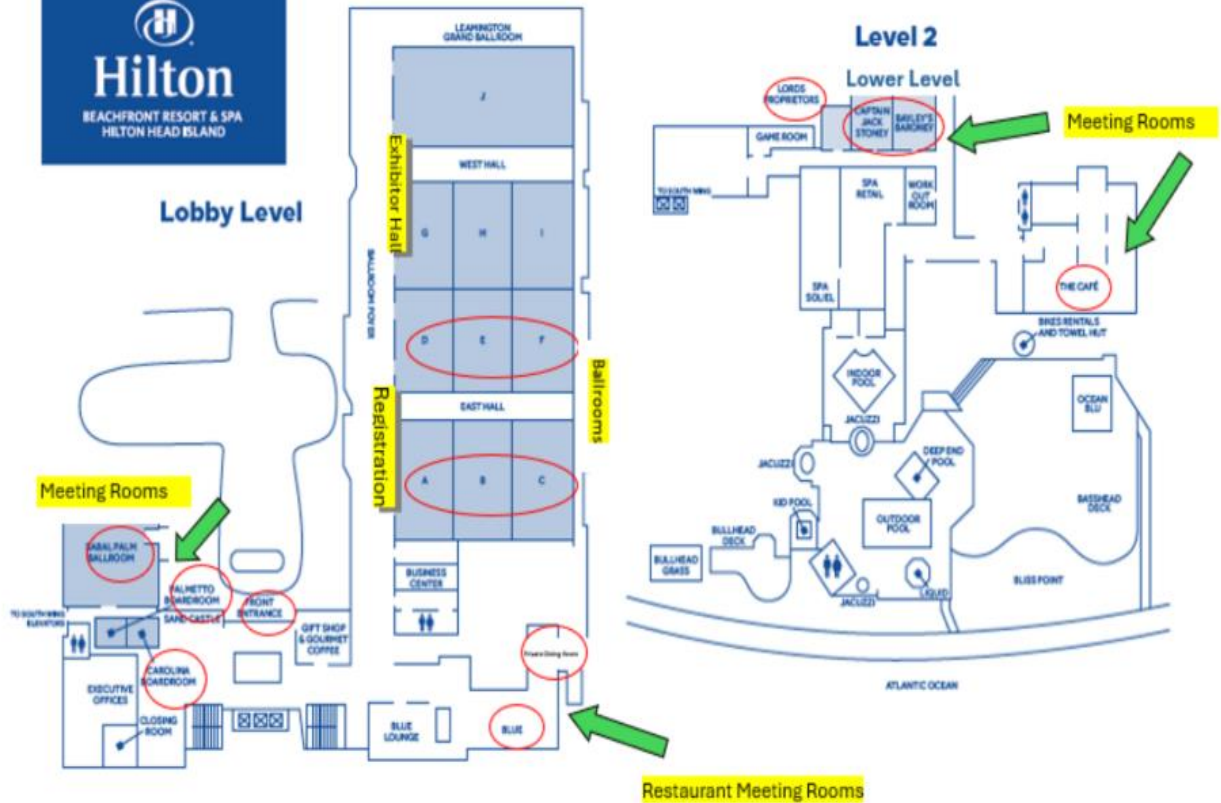 Hilton
BEACHFRONT RESORT & SPA
HILTON HEAD ISLAND
Lobby Level
LEAMINGTON
GRAND BALLROOM
J
WEST HALL
Exhibitor Hall
G
H
I
BALLROOM FOYER
D
E
F
Ballrooms
EAST HALL
Registration
A
B
C
Meeting Rooms
SABAL PALM
BALLROOM
PALMETTO
BOARDROOM
FRONT
ENTRANCE
SAND CASTLE
TO SOUTH WING
ELEVATORS
CAROLINA
BOARDROOM
EXECUTIVE
OFFICES
CLOSING
ROOM
GIFT SHOP
& GOURMET
COFFEE
BUSINESS
CENTER
Private Dining Room
BLUE
LOUNGE
BLUE
Restaurant Meeting Rooms
Level 2
Lower Level
LORDS
PROPRIETORS
CAPTAIN
JACK
STONEY
BAYLEY'S
BARONEY
Meeting Rooms
GAME ROOM
TO SOUTH WING
SPA
RETAIL
WORK
OUT
ROOM
SPA
SOLIEL
THE CAFÉ
BIKES RENTALS
AND TOWEL HUT
INDOOR
POOL
JACUZZI
OCEAN
BLU
JACUZZI
DEEP END
POOL
KID POOL
OUTDOOR
POOL
BASSHEAD
DECK
BULLHEAD
DECK
BULLHEAD
GRASS
JACUZZI
LIQUID
BLISS POINT
ATLANTIC OCEAN